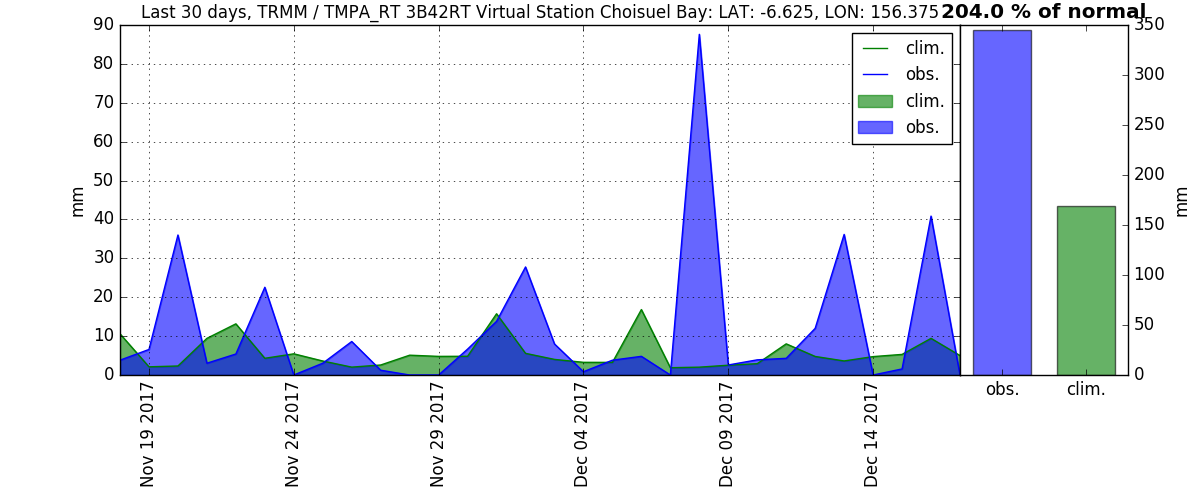 Last 30 days, TRMM / TMPA_RT 3B42RT Virtual Station Choisuel Bay: LAT: -6.625, LON: 156.375
204.0 % of normal
90
80
70
60
50
40
30
20
10
0
mm
clim.
obs.
clim.
obs.
Nov 19 2017
Nov 24 2017
Nov 29 2017
Dec 04 2017
Dec 09 2017
Dec 14 2017
350
300
250
200
150
100
50
0
mm
obs.
clim.